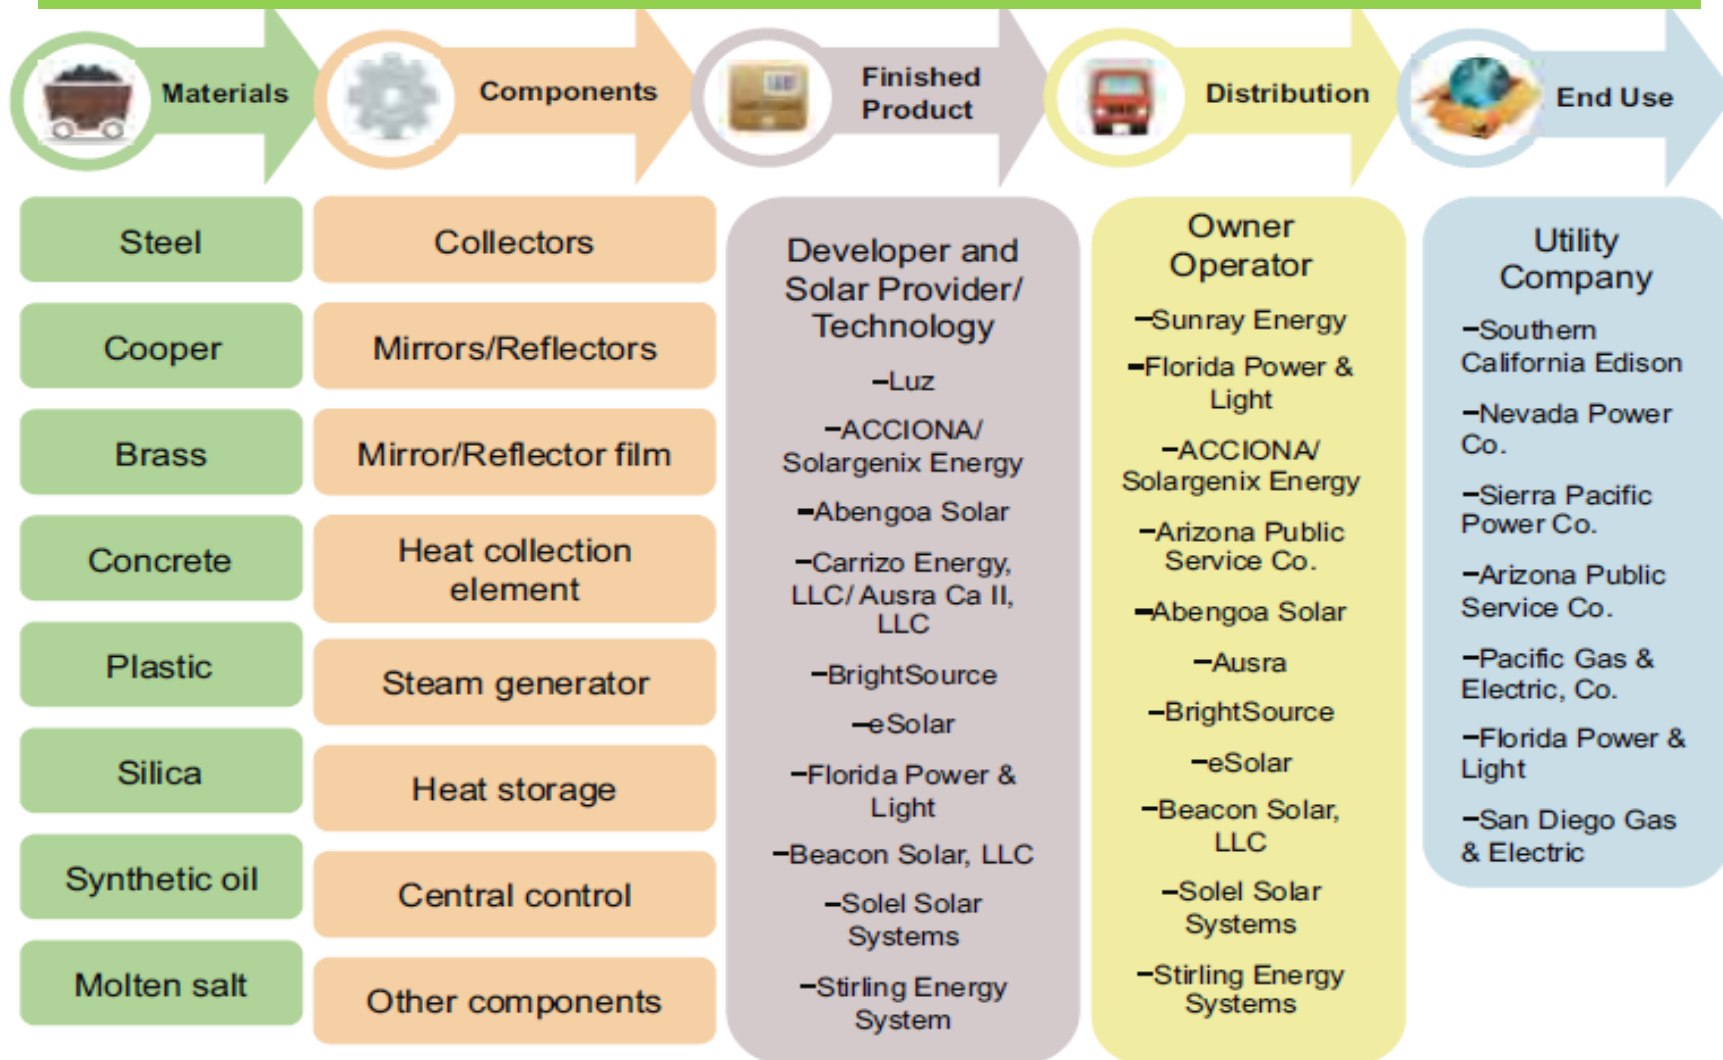 Materials
Components
Finished
Product
Distribution
End Use
Steel
Cooper
Brass
Concrete
Plastic
Silica
Synthetic oil
Molten salt
Collectors
Mirrors/Reflectors
Mirror/Reflector film
Heat collection
element
Steam generator
Heat storage
Central control
Other components
Developer and
Solar Provider/
Technology
–Luz
–ACCIONA/
Solargenix Energy
–Abengoa Solar
–Carrizo Energy,
LLC/ Ausra Ca II,
LLC
–BrightSource
–eSolar
–Florida Power &
Light
–Beacon Solar, LLC
–Solel Solar
Systems
–Stirling Energy
System
Owner
Operator
–Sunray Energy
–Florida Power &
Light
–ACCIONA/
Solargenix Energy
–Arizona Public
Service Co.
–Abengoa Solar
–Ausra
–BrightSource
–eSolar
–Beacon Solar,
LLC
–Solel Solar
Systems
–Stirling Energy
Systems
Utility
Company
–Southern
California Edison
–Nevada Power
Co.
–Sierra Pacific
Power Co.
–Arizona Public
Service Co.
–Pacific Gas &
Electric, Co.
–Florida Power &
Light
–San Diego Gas
& Electric